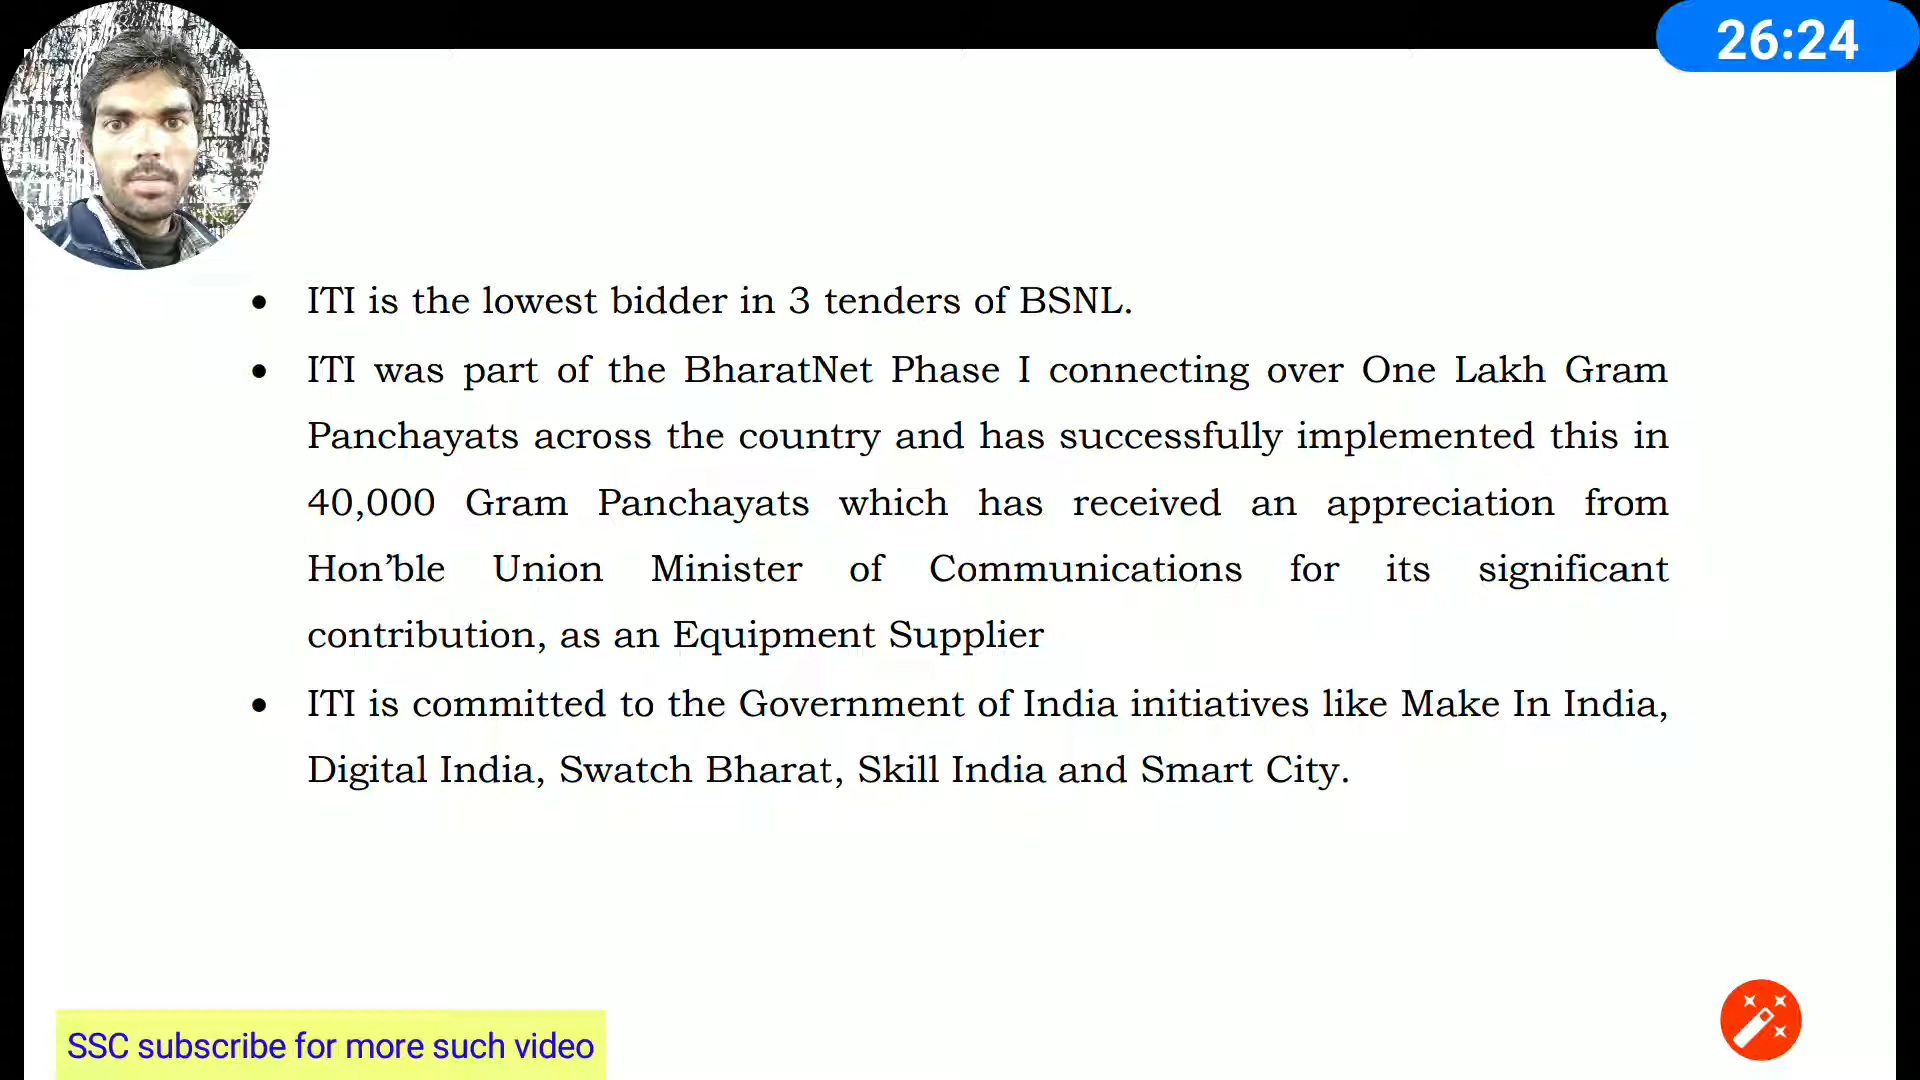 26:24
• ITI is the lowest bidder in 3 tenders of BSNL.
• ITI was part of the BharatNet Phase I connecting over One Lakh Gram
Panchayats across the country and has successfully implemented this in
40,000 Gram Panchayats which has received an appreciation from
Hon’ble Union Minister of Communications for its significant
contribution, as an Equipment Supplier
• ITI is committed to the Government of India initiatives like Make In India,
Digital India, Swatch Bharat, Skill India and Smart City.
SSC subscribe for more such video